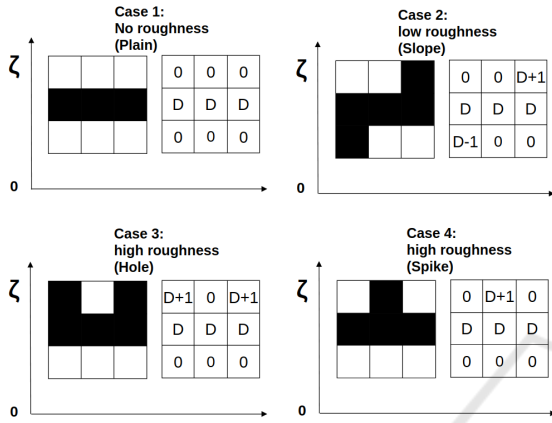 Case 1:
No roughness
(Plain)
ζ
0 0 0
D D D
0 0 0
0
Case 2:
low roughness
(Slope)
ζ
0 0 D+1
D D D
D-1 0 0
0
Case 3:
high roughness
(Hole)
ζ
D+1 0 D+1
D D D
0 0 0
0
Case 4:
high roughness
(Spike)
ζ
0 D+1 0
D D D
0 0 0
0